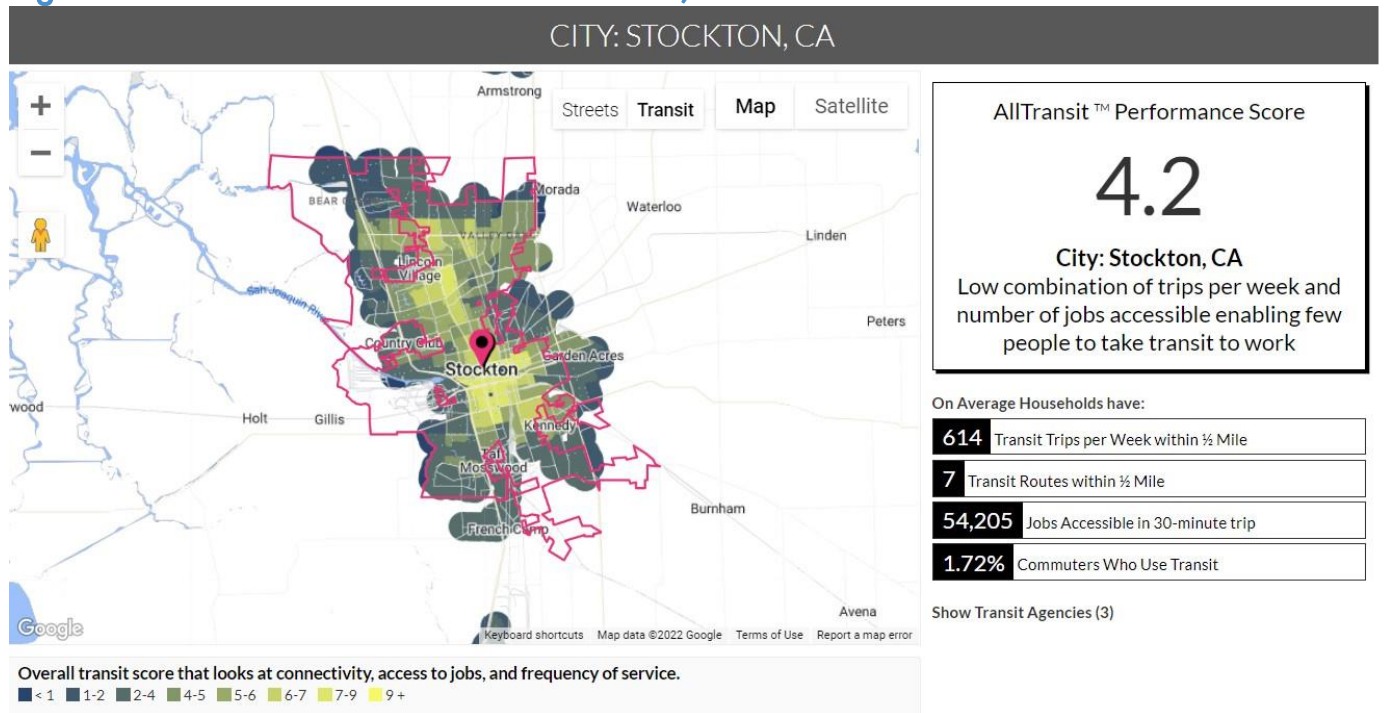 CITY: STOCKTON, CA
+
−
Armstrong
Streets
Transit
Map
Satellite
Morada
BEAR
Waterloo
Linden
Lincoln
Village
San Joaquin River
Peters
Country Club
Garden Acres
Stockton
wood
Holt
Gillis
Kennedy
Taft
Mosswood
Burnham
French Camp
Avena
Google
Keyboard shortcuts
Map data ©2022 Google
Terms of Use
Report a map error
Overall transit score that looks at connectivity, access to jobs, and frequency of service.
< 1 1-2 2-4 4-5 5-6 6-7 7-9 9 +
AllTransit ™ Performance Score
4.2
City: Stockton, CA
Low combination of trips per week and
number of jobs accessible enabling few
people to take transit to work
On Average Households have:
614 Transit Trips per Week within ½ Mile
7 Transit Routes within ½ Mile
54,205 Jobs Accessible in 30-minute trip
1.72% Commuters Who Use Transit
Show Transit Agencies (3)